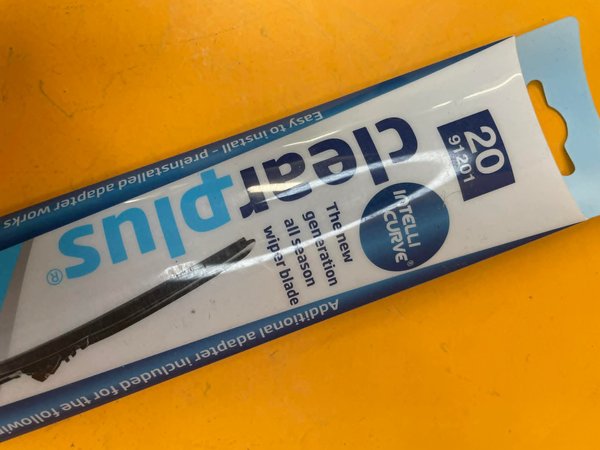 20
91201
clearplus®
INTELLI
CURVE®
The new
generation
all season
wiper blade
Easy to install - preinstalled adapter works
Additional adapter included for the followin